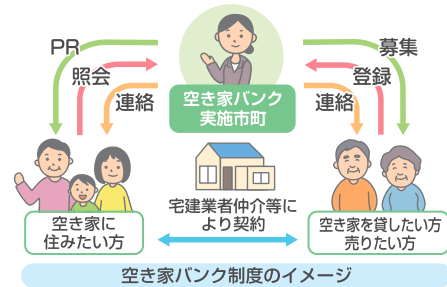 PR
照会
連絡
空き家バンク
実施市町
募集
登録
連絡
空き家に
住みたい方
宅建業者仲介等に
より契約
空き家を貸したい方
売りたい方
空き家バンク制度のイメージ